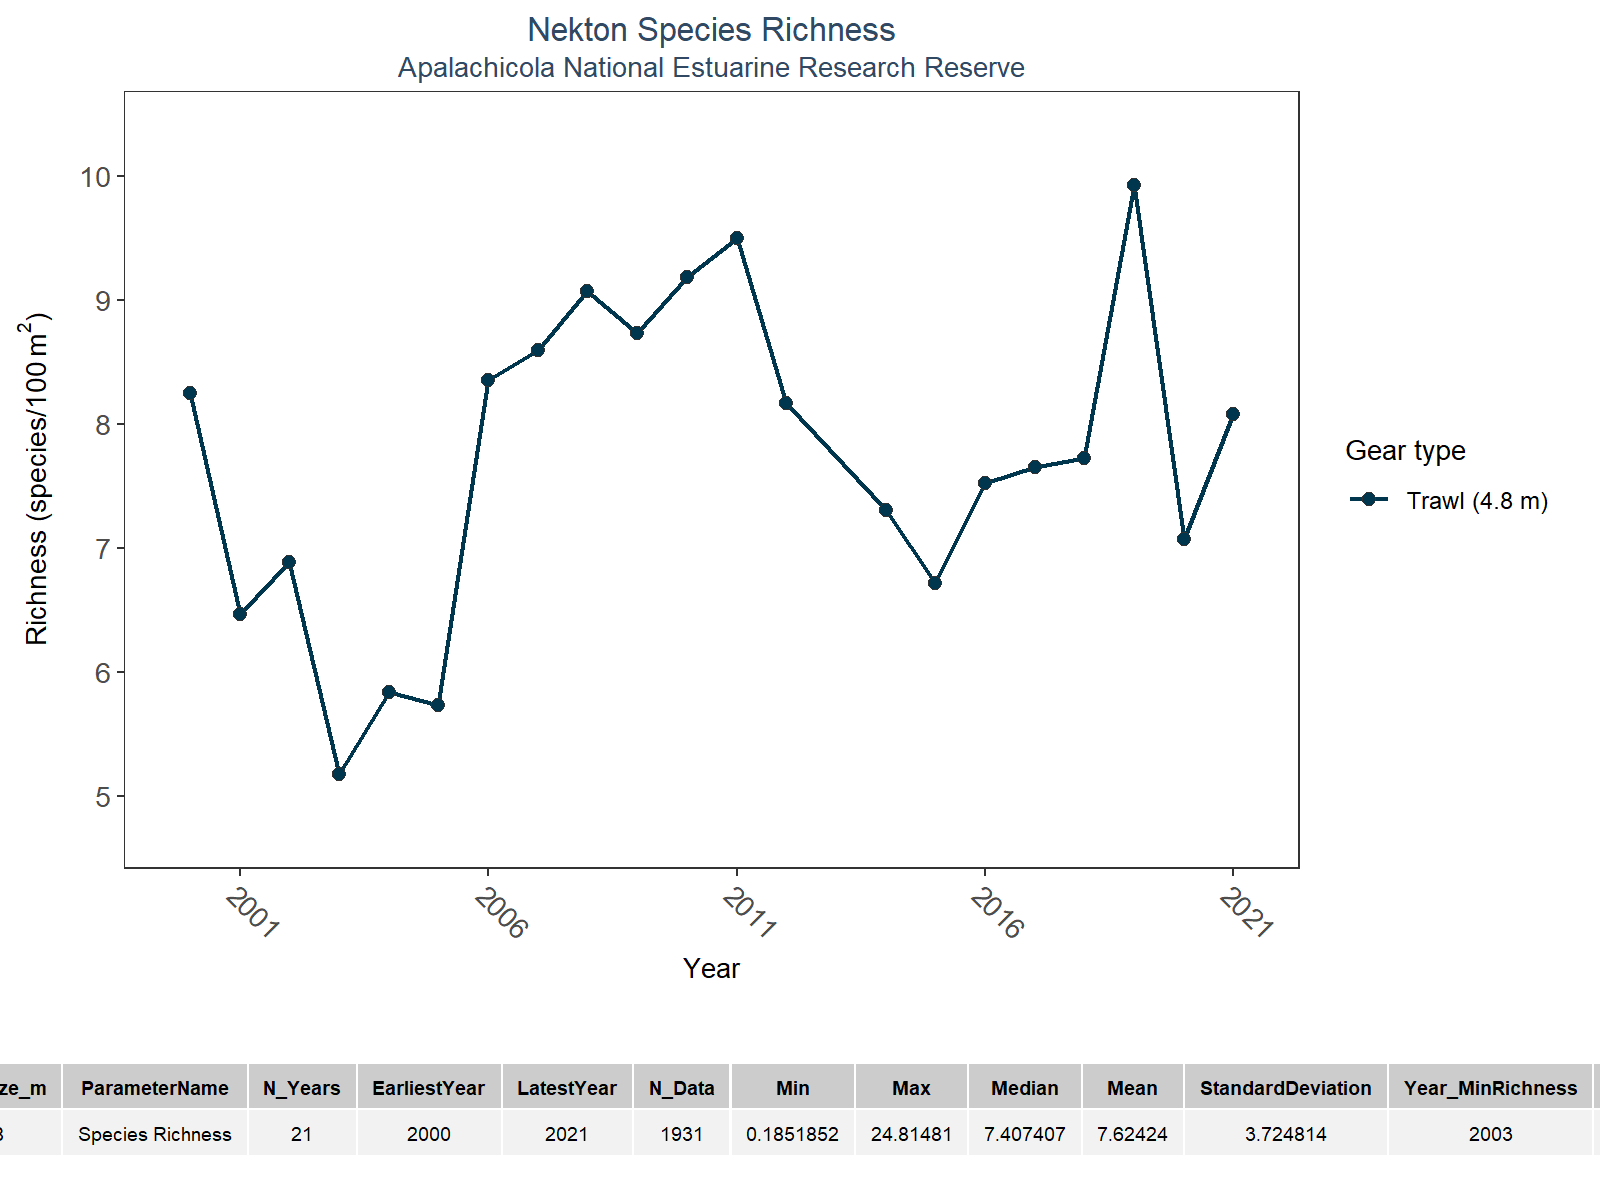 Nekton Species Richness
Apalachicola National Estuarine Research Reserve
10
9
8
7
6
5
Richness (species/100 m²)
2001
2006
2011
2016
2021
Year
Gear type
Trawl (4.8 m)
ze_m ParameterName N_Years EarliestYear LatestYear N_Data Min Max Median Mean StandardDeviation Year_MinRichness
Species Richness 21 2000 2021 1931 0.1851852 24.81481 7.407407 7.62424 3.724814 2003